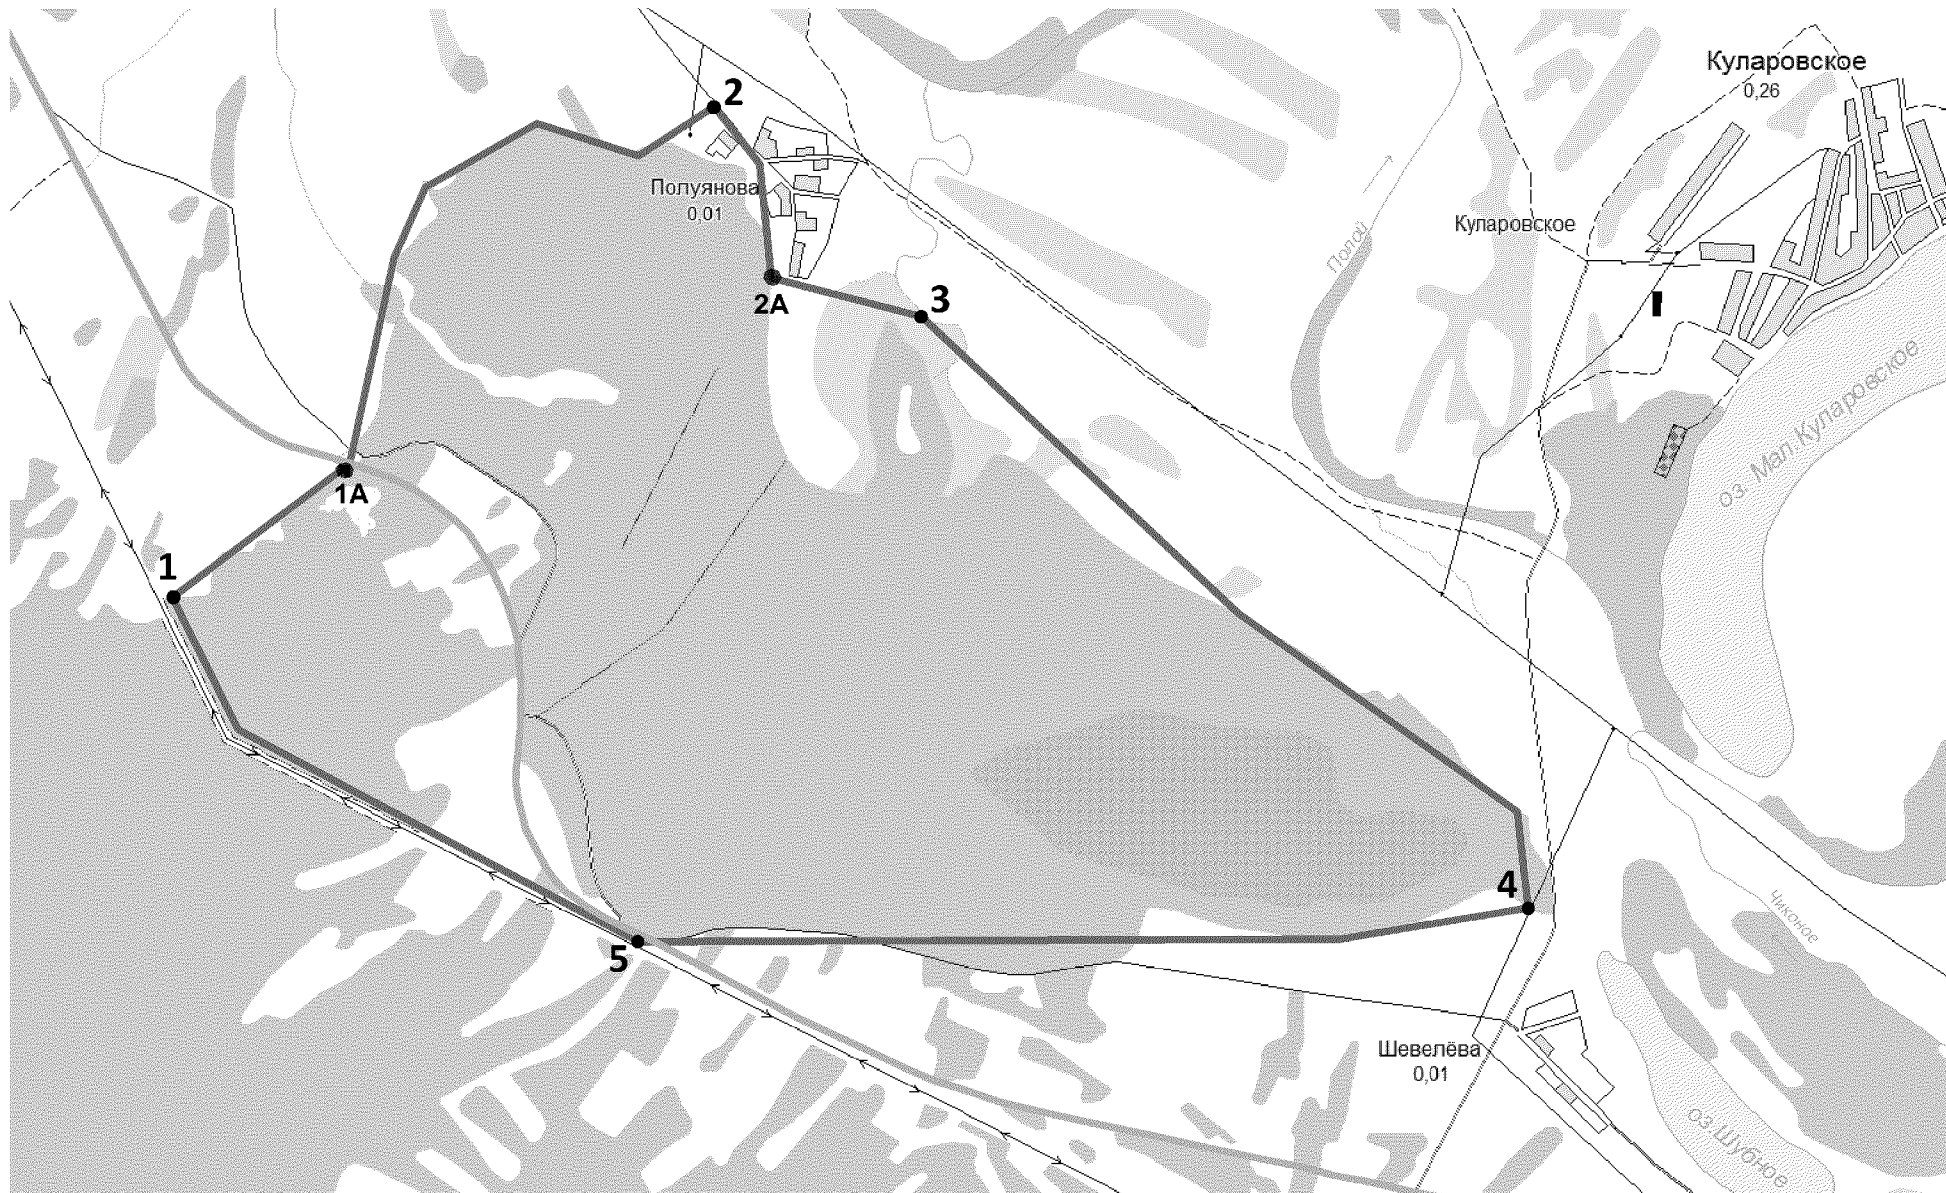 Куларовское
0,26
2
Полуянова
0,01
Куларовское
Полой
2А
3
оз. Мал.Куларовское
1А
1
4
Чиконое
5
Шевелёва
0,01
оз.Шубное